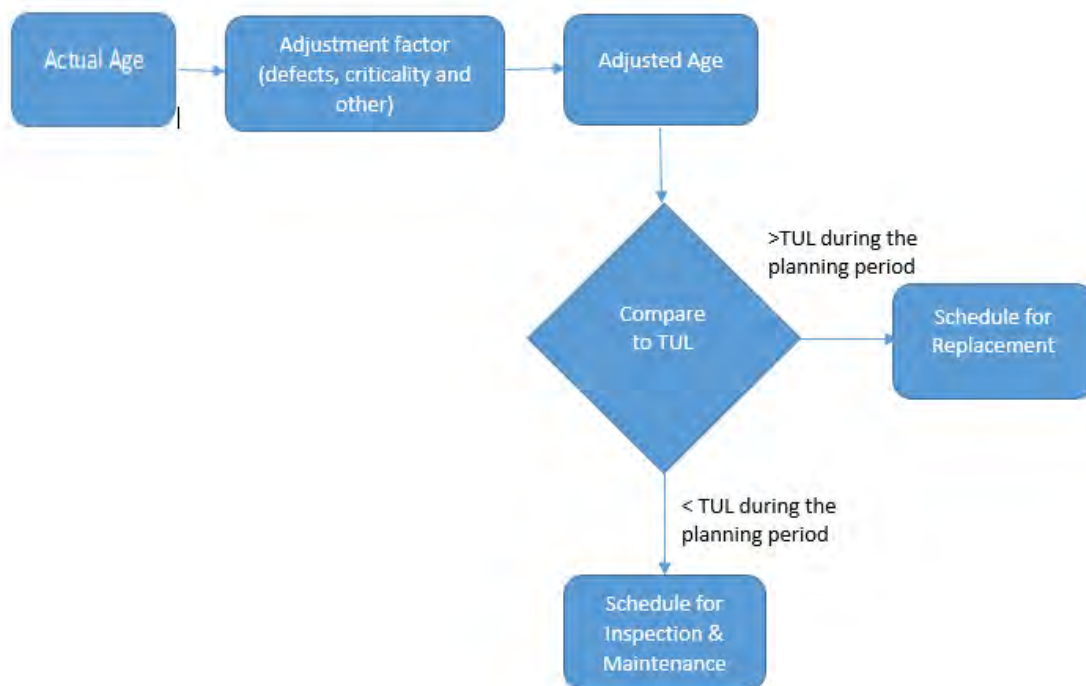 Actual Age
Adjustment factor
(defects, criticality and
other)
Adjusted Age
>TUL during the
planning period
Compare
to TUL
Schedule for
Replacement
< TUL during the
planning period
Schedule for
Inspection &
Maintenance